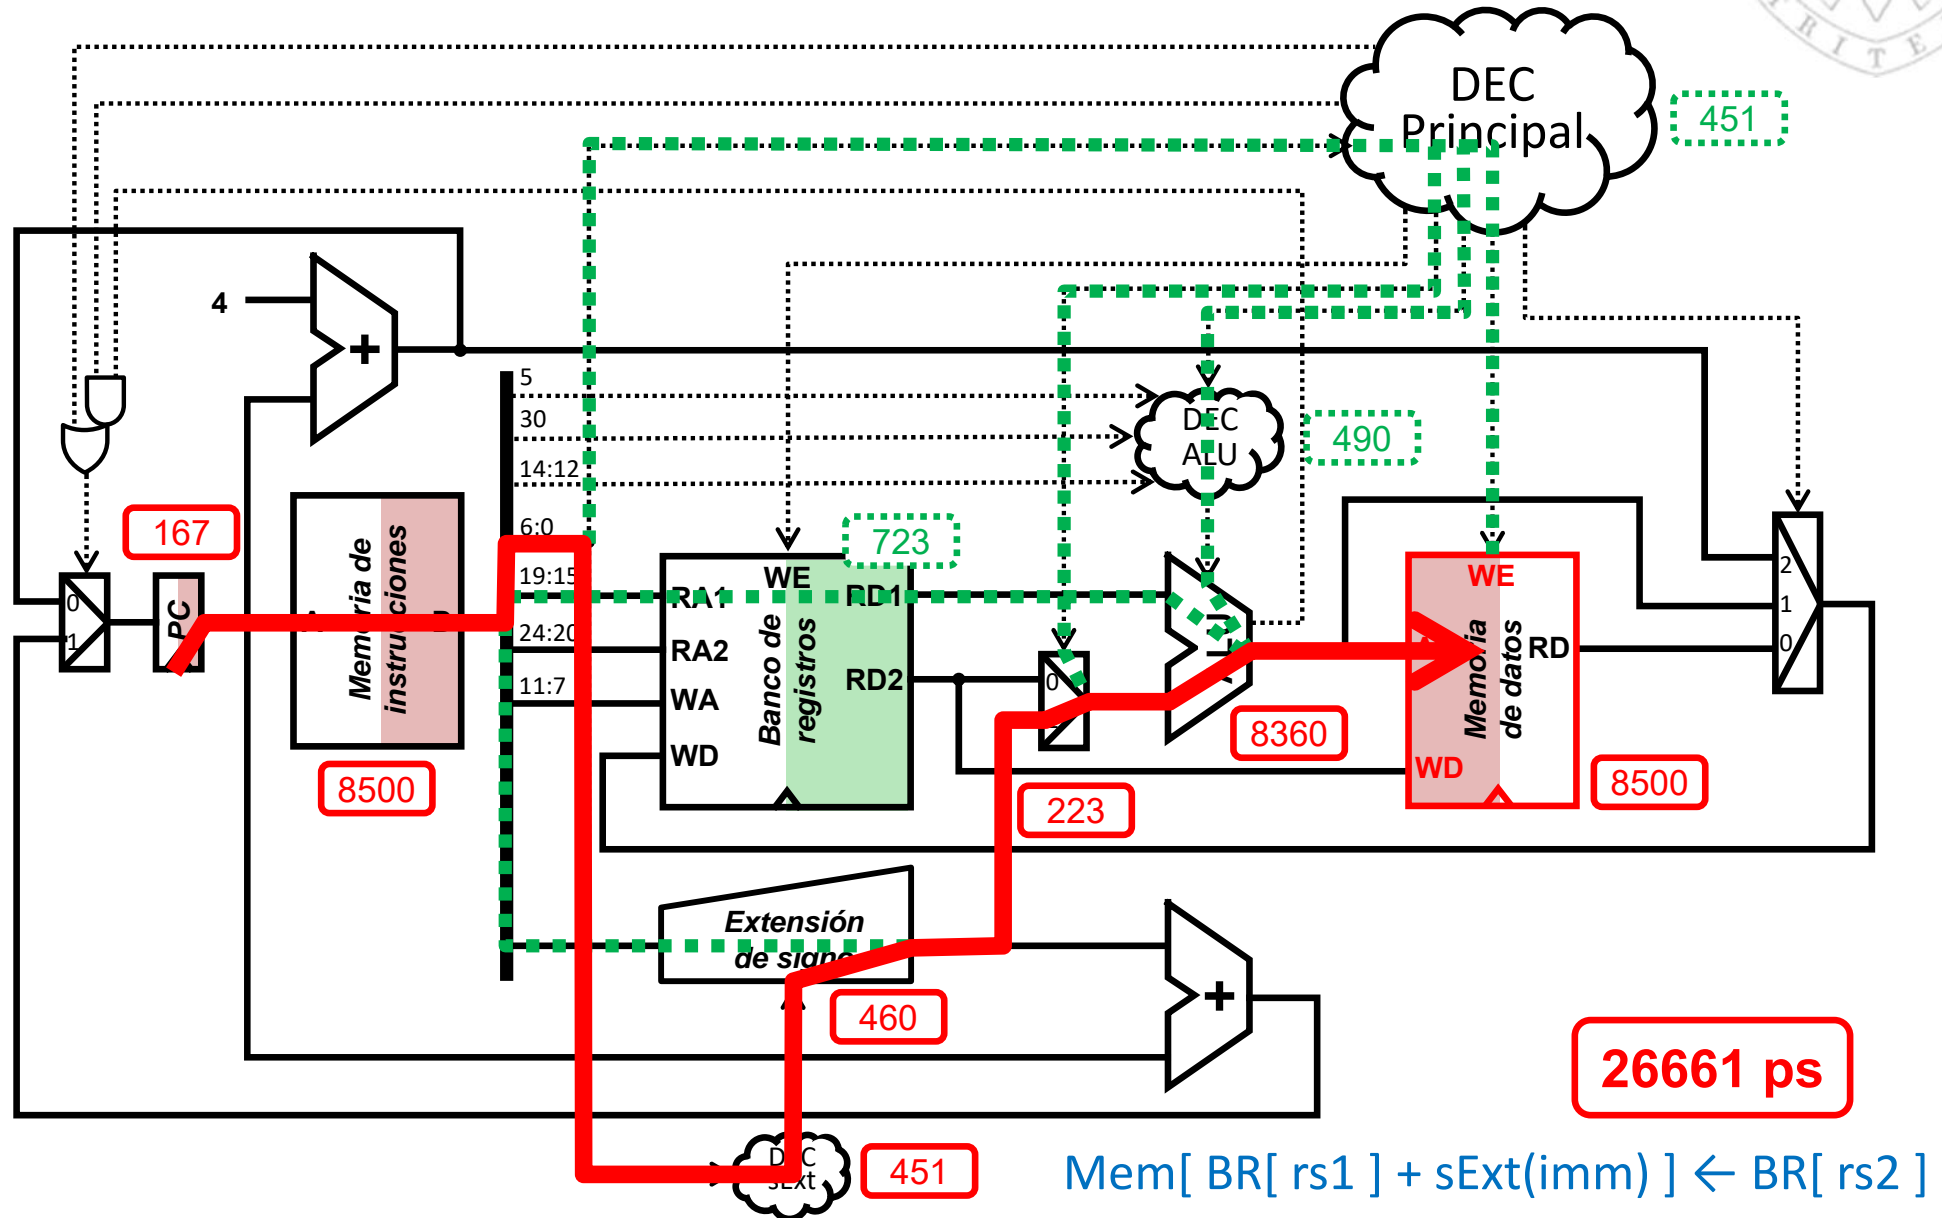 R I T E
DEC
Principal
451
4
+
5
30
14:12
6:0
19:15
24:20
11:7
DEC
ALU
490
167
0
1
PC
Memoria de
instrucciones
8500
723
WE
RA1
RD1
RA2
RD2
WA
WD
Banco de
registros
0
8360
223
WE
WD
RD
Memoria
de datos
8500
2
1
0
Extensión
de signo
460
+
DEC
sExt
451
26661 ps
Mem[ BR[ rs1 ] + sExt(imm) ] ← BR[ rs2 ]